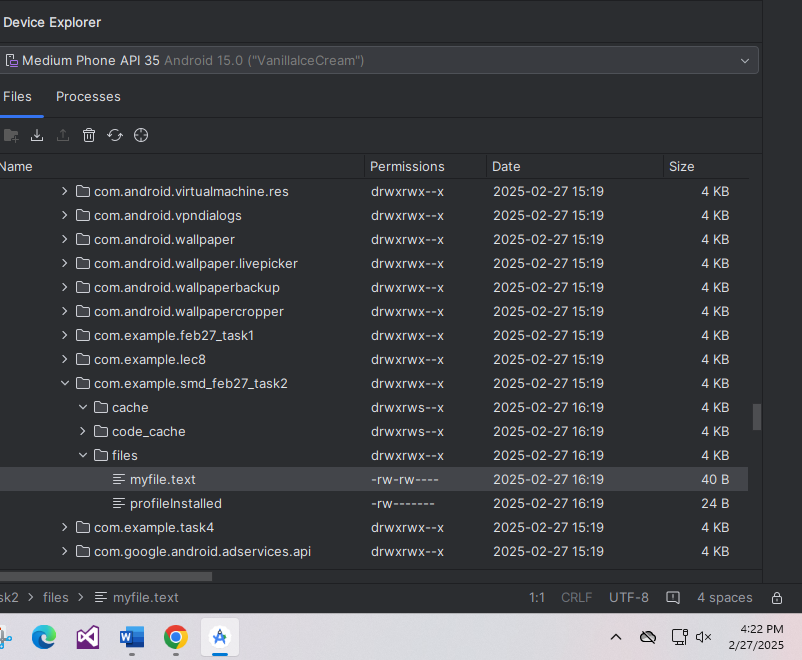 Device Explorer
Medium Phone API 35 Android 15.0 ("VanillaIceCream")
Files Processes
Name Permissions Date Size
com.android.virtualmachine.res drwxrwx--x 2025-02-27 15:19 4 KB
com.android.vpndialogs drwxrwx--x 2025-02-27 15:19 4 KB
com.android.wallpaper drwxrwx--x 2025-02-27 15:19 4 KB
com.android.wallpaper.livepicker drwxrwx--x 2025-02-27 15:19 4 KB
com.android.wallpaperbackup drwxrwx--x 2025-02-27 15:19 4 KB
com.android.wallpapercropper drwxrwx--x 2025-02-27 15:19 4 KB
com.example.feb27_task1 drwxrwx--x 2025-02-27 15:19 4 KB
com.example.lec8 drwxrwx--x 2025-02-27 15:19 4 KB
com.example.smd_feb27_task2 drwxrwx--x 2025-02-27 15:19 4 KB
cache drwxrws--x 2025-02-27 16:19 4 KB
code_cache drwxrws--x 2025-02-27 16:19 4 KB
files drwxrwx--x 2025-02-27 16:19 4 KB
myfile.text -rw-rw---- 2025-02-27 16:19 40 B
profileInstalled -rw------- 2025-02-27 16:19 24 B
com.example.task4 drwxrwx--x 2025-02-27 15:19 4 KB
com.google.android.adservices.api drwxrwx--x 2025-02-27 15:19 4 KB
sk2 > files > myfile.text 1:1 CRLF UTF-8 4 spaces
4:22 PM
2/27/2025